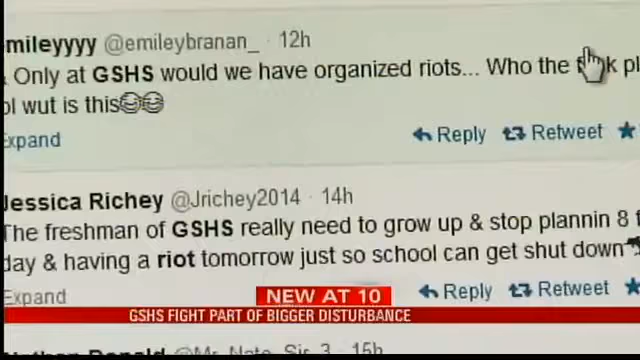 mileyyyy @emileybranan_ · 12h
Only at GSHS would we have organized riots... Who the k pl
ol wut is this😂😂
Expand Reply Retweet
Jessica Richey @Jrichey2014 · 14h
The freshman of GSHS really need to grow up & stop plannin 8 t
day & having a riot tomorrow just so school can get shut down
Expand Reply Retweet
NEW AT 10
GSHS FIGHT PART OF BIGGER DISTURBANCE
@Mr_Nate_Sir_3 · 15h